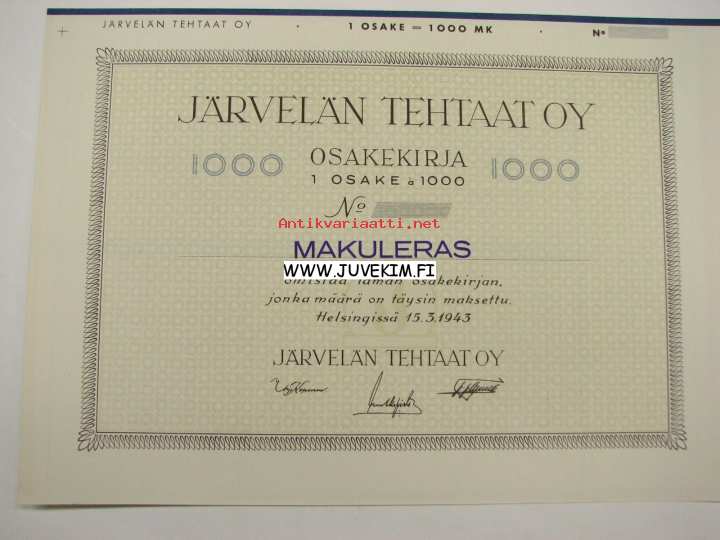 JÄRVELÄN TEHTAAT OY · 1 OSAKE = 1000 MK · Nº
JÄRVELÄN TEHTAAT OY
1000 OSAKEKIRJA 1000
1 OSAKE à 1000
Nº
Antikvariaatti.net
MAKULERAS
WWW.JUVEKIM.FI
omistaa tämän osakekirjan,
jonka määrä on täysin maksettu.
Helsingissä 15.3.1943
JÄRVELÄN TEHTAAT OY